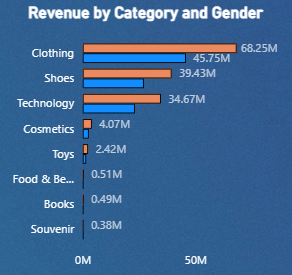 Revenue by Category and Gender
Clothing 68.25M
45.75M
Shoes 39.43M
Technology 34.67M
Cosmetics 4.07M
Toys 2.42M
Food & Be... 0.51M
Books 0.49M
Souvenir 0.38M
0M 50M